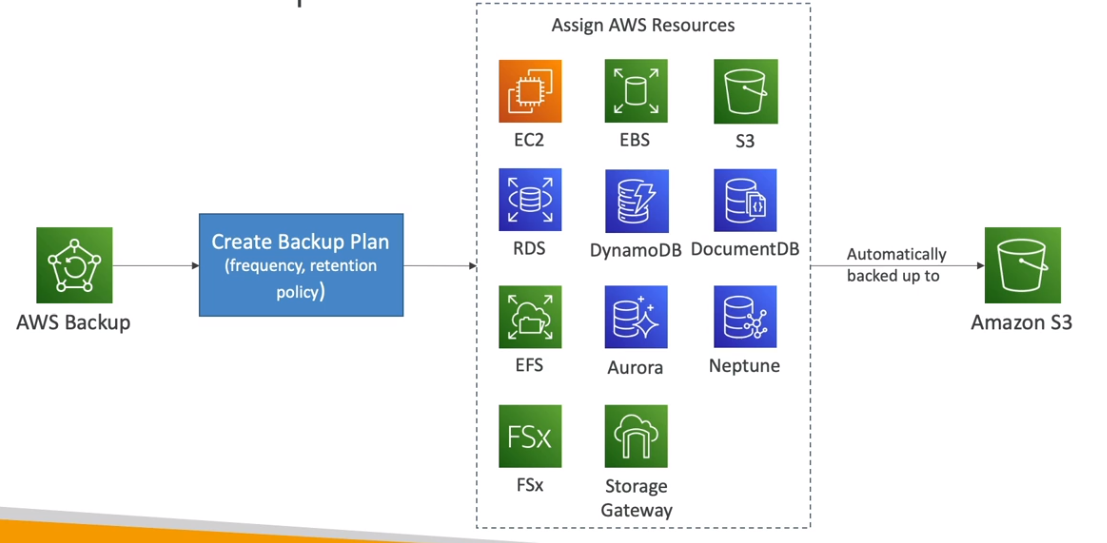 Assign AWS Resources
EC2
EBS
S3
RDS
DynamoDB
DocumentDB
EFS
Aurora
Neptune
FSx
FSx
Storage
Gateway
AWS Backup
Create Backup Plan
(frequency, retention
policy)
Automatically
backed up to
Amazon S3